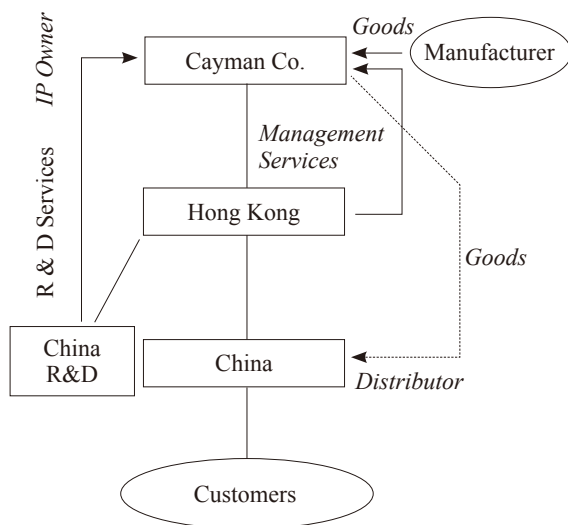 Goods
Manufacturer
Cayman Co.
IP Owner
Management
Services
R & D Services
Hong Kong
Goods
China
R&D
China
Distributor
Customers